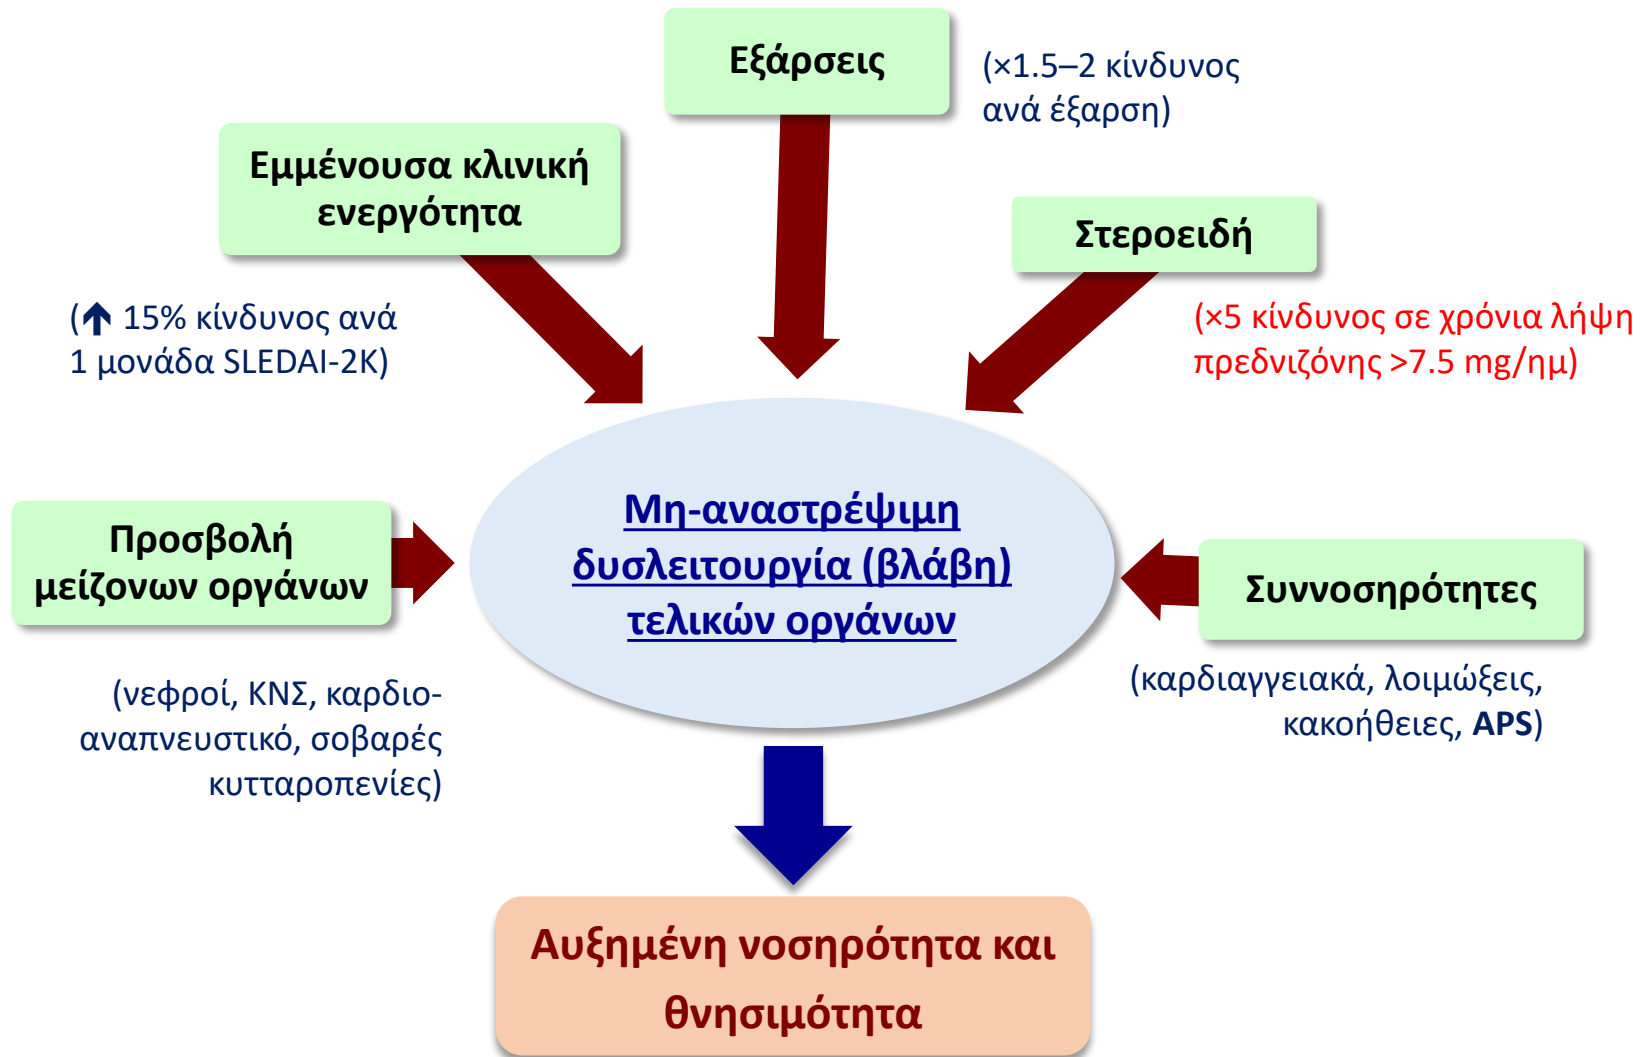 Εξάρσεις
(×1.5–2 κίνδυνος
ανά έξαρση)
Εμμένουσα κλινική
ενεργότητα
(↑ 15% κίνδυνος ανά
1 μονάδα SLEDAI-2K)
Στεροειδή
(×5 κίνδυνος σε χρόνια λήψη
πρεδνιζόνης >7.5 mg/ημ)
Προσβολή
μείζονων οργάνων
(νεφροί, ΚΝΣ, καρδιο-
αναπνευστικό, σοβαρές
κυτταροπενίες)
Μη-αναστρέψιμη
δυσλειτουργία (βλάβη)
τελικών οργάνων
Συννοσηρότητες
(καρδιαγγειακά, λοιμώξεις,
κακοήθειες, APS)
Αυξημένη νοσηρότητα και
θνησιμότητα